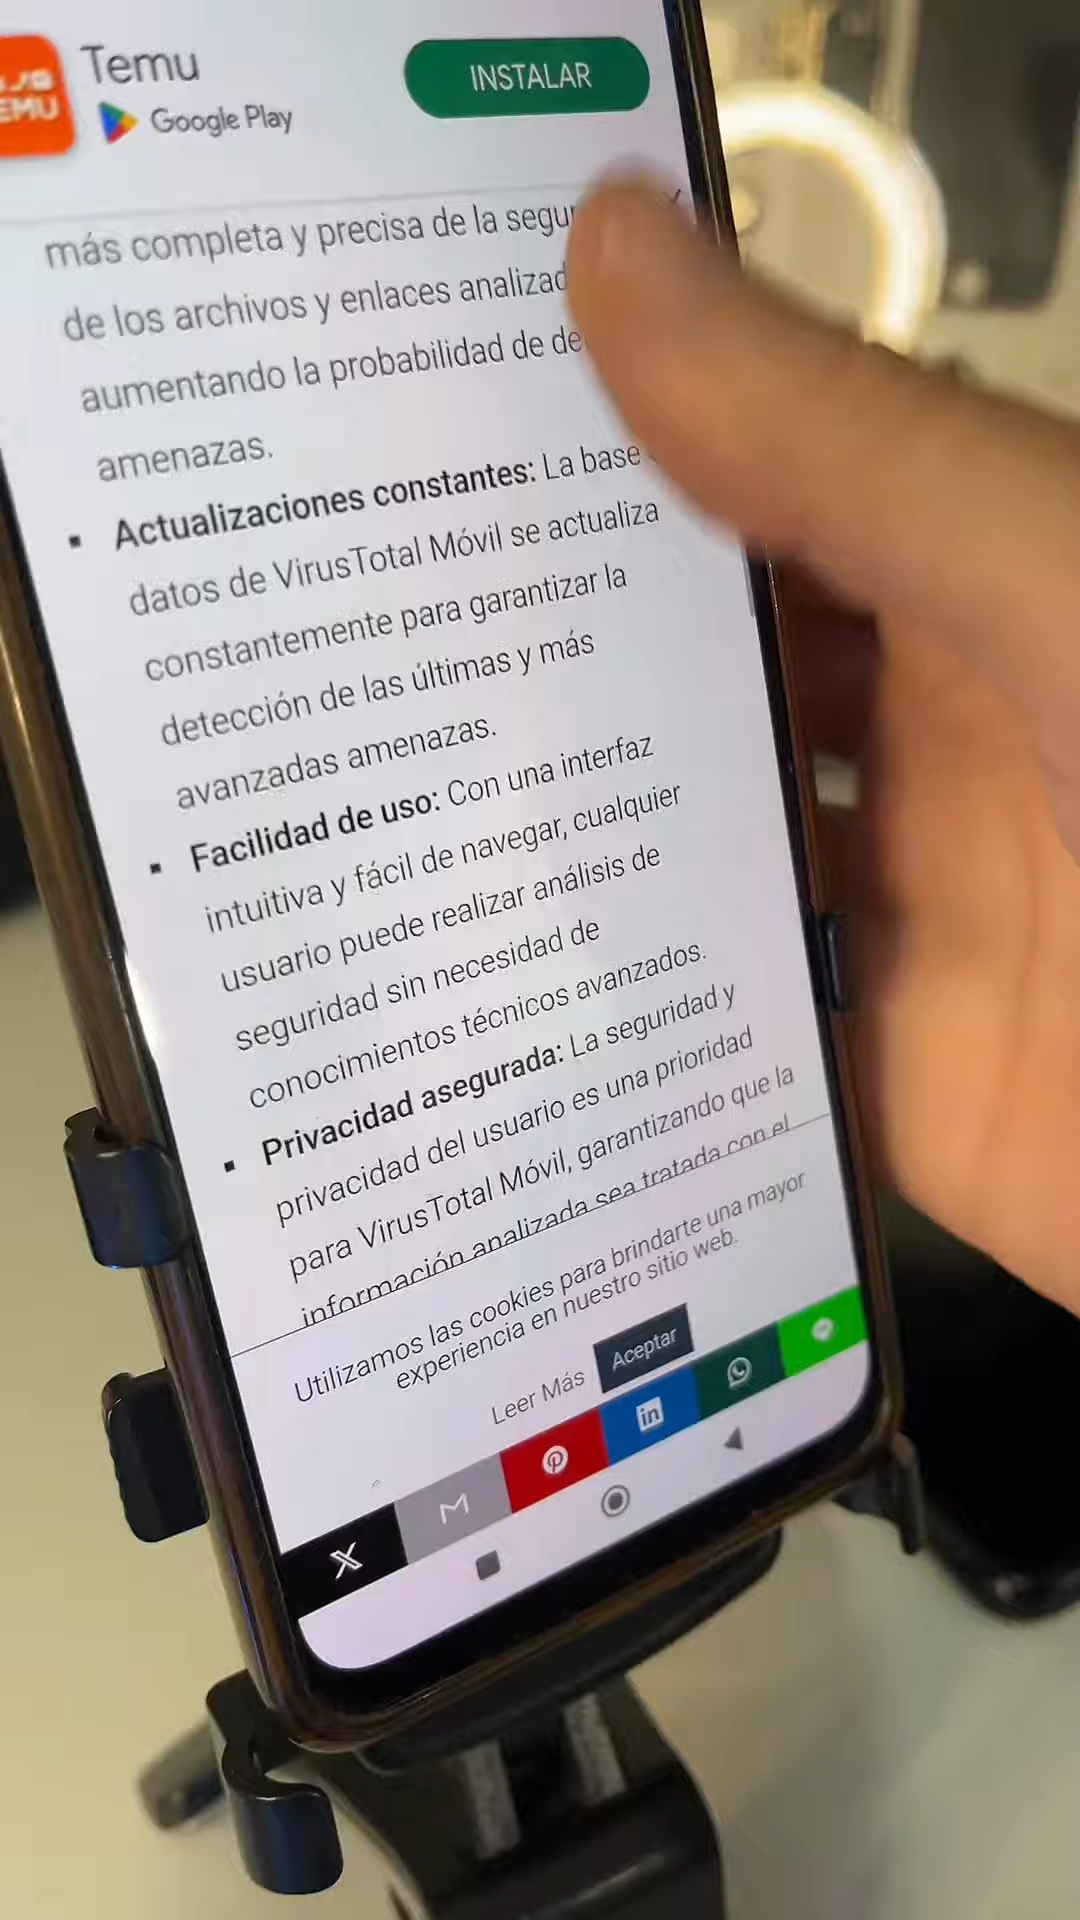 Temu
EMU
Google Play
INSTALAR
más completa y precisa de la segu
de los archivos y enlaces analizad
aumentando la probabilidad de de
amenazas.
▪ Actualizaciones constantes: La base
datos de VirusTotal Móvil se actualiza
constantemente para garantizar la
detección de las últimas y más
avanzadas amenazas.
▪ Facilidad de uso: Con una interfaz
intuitiva y fácil de navegar, cualquier
usuario puede realizar análisis de
seguridad sin necesidad de
conocimientos técnicos avanzados.
▪ Privacidad asegurada: La seguridad y
privacidad del usuario es una prioridad
para VirusTotal Móvil, garantizando que la
información analizada sea tratada con el
Utilizamos las cookies para brindarte una mayor
experiencia en nuestro sitio web.
Leer Más
Aceptar